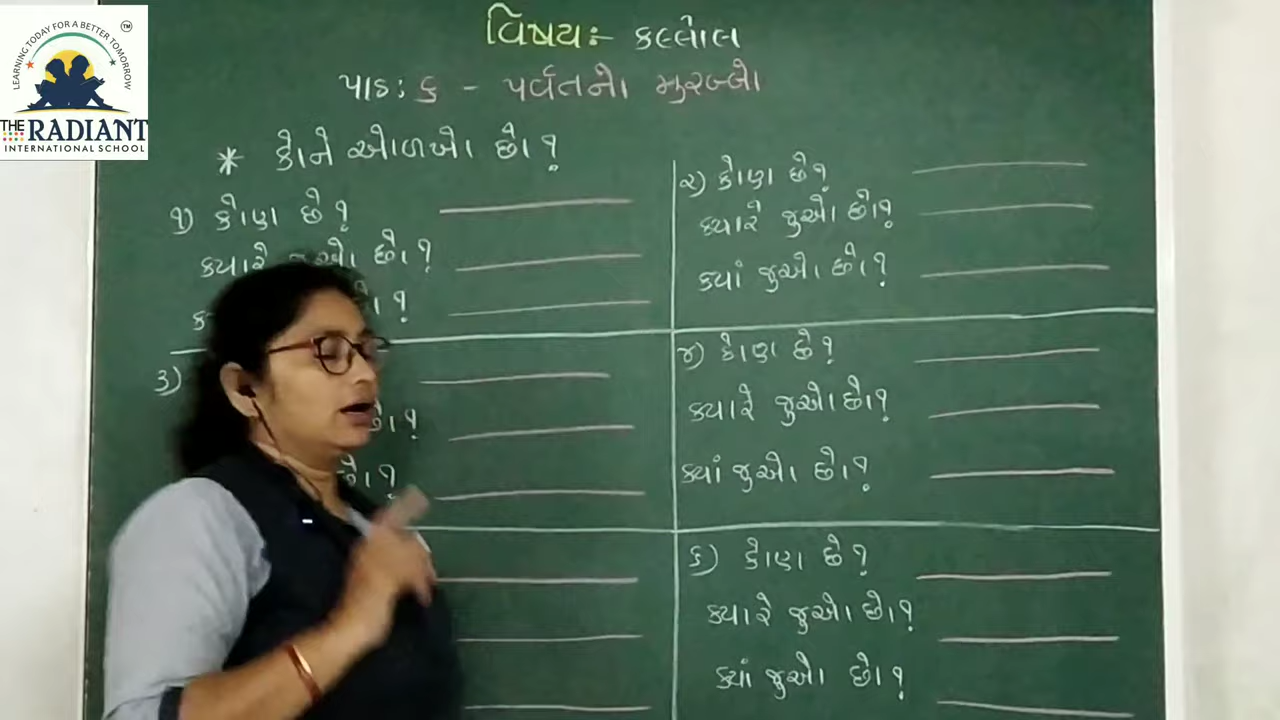 LEARNING TODAY FOR A BETTER TOMORROW
TM
THE RADIANT
INTERNATIONAL SCHOOL
વિષય:- કલ્લોલ
પાઠ: ૬ - પર્વતનો મુરબ્બો
* કોને ઓળખો છો?
૧) કોણ છે?
ક્યારે જુઓ છો?
છો?
૨) કોણ છે?
ક્યારે જુઓ છો?
ક્યાં જુઓ છો?
૩)
છો?
છો?
૪) કોણ છે?
ક્યારે જુઓ છો?
ક્યાં જુઓ છો?
૬) કોણ છે?
ક્યારે જુઓ છો?
ક્યાં જુઓ છો?